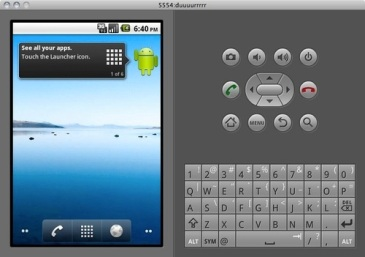 5554:duuuurrrrr
6:40 PM
See all your apps.
Touch the Launcher icon.
1 of 6
MENU
1 2 @ 3 # 4 $ 5 % 6 ^ 7 & 8 * 9 ( 0 )
Q W E R T Y U I O P
A S D F G H J K L DEL
Z X C V B N M .
ALT SYM @ / ? , ALT